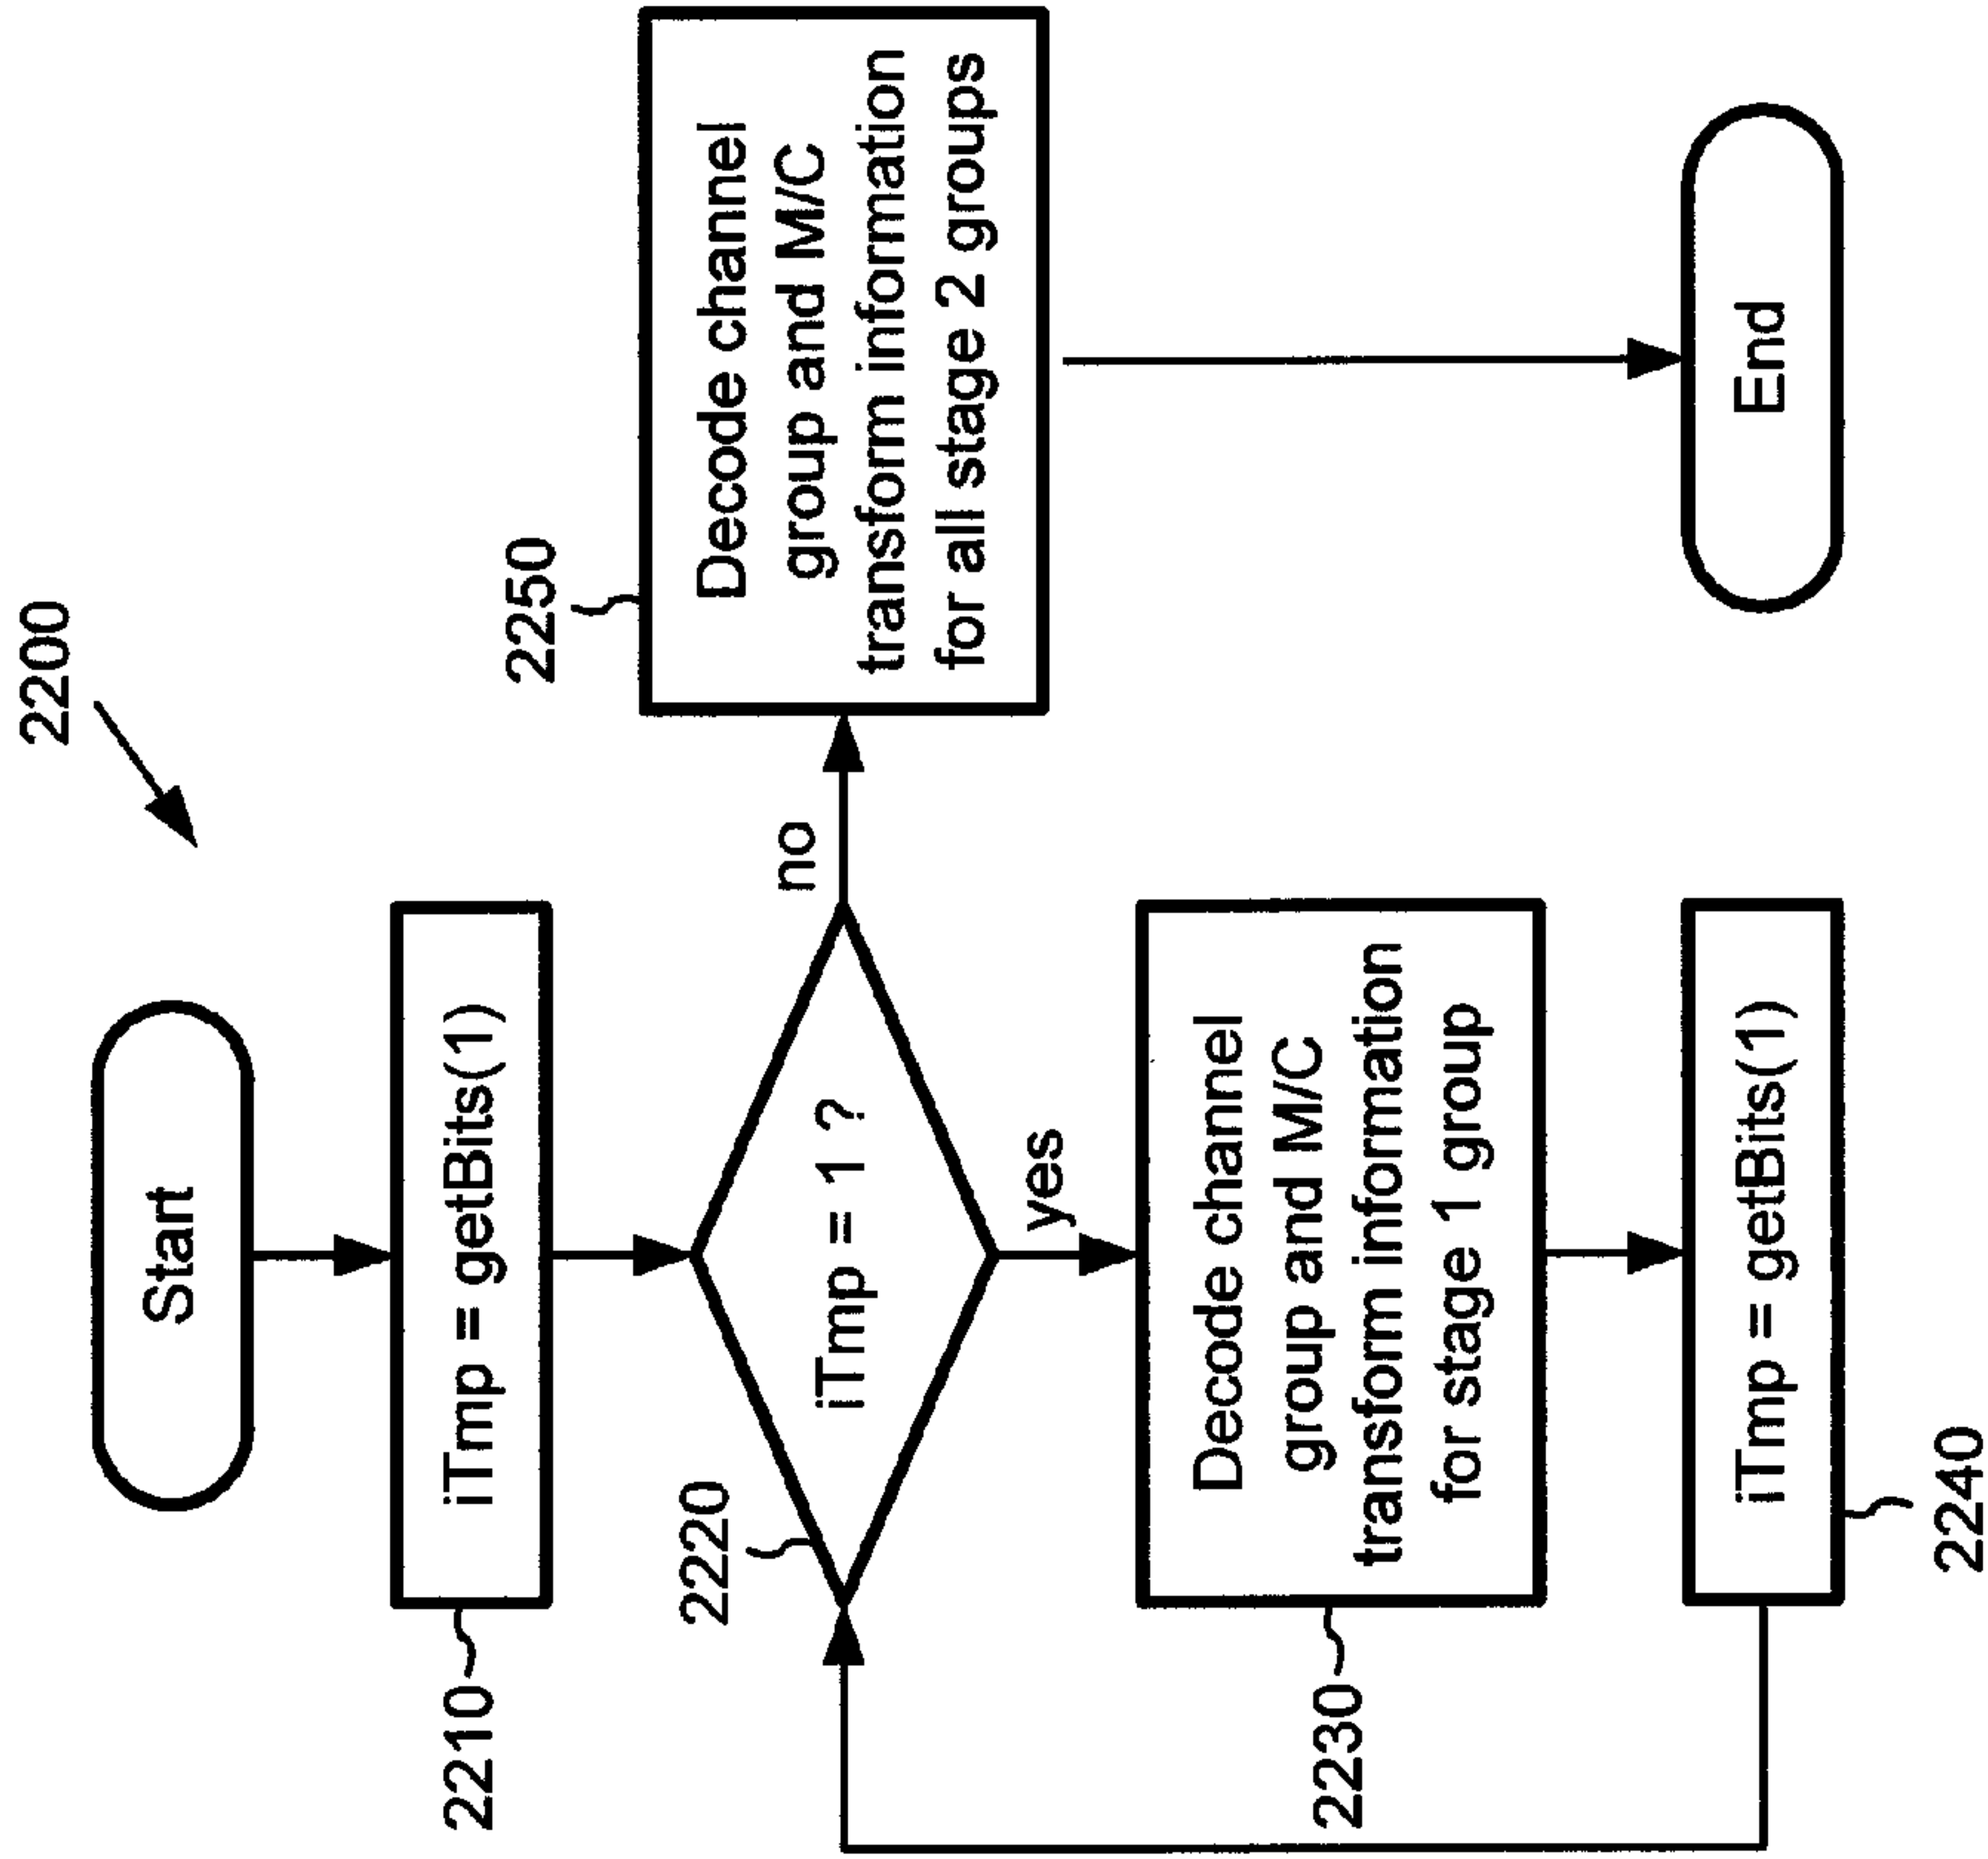 2200
Start
2210
iTmp = getBits(1)
2220
iTmp = 1 ?
no
yes
2250
Decode channel
group and M/C
transform information
for all stage 2 groups
2230
Decode channel
group and M/C
transform information
for stage 1 group
2240
iTmp = getBits(1)
End